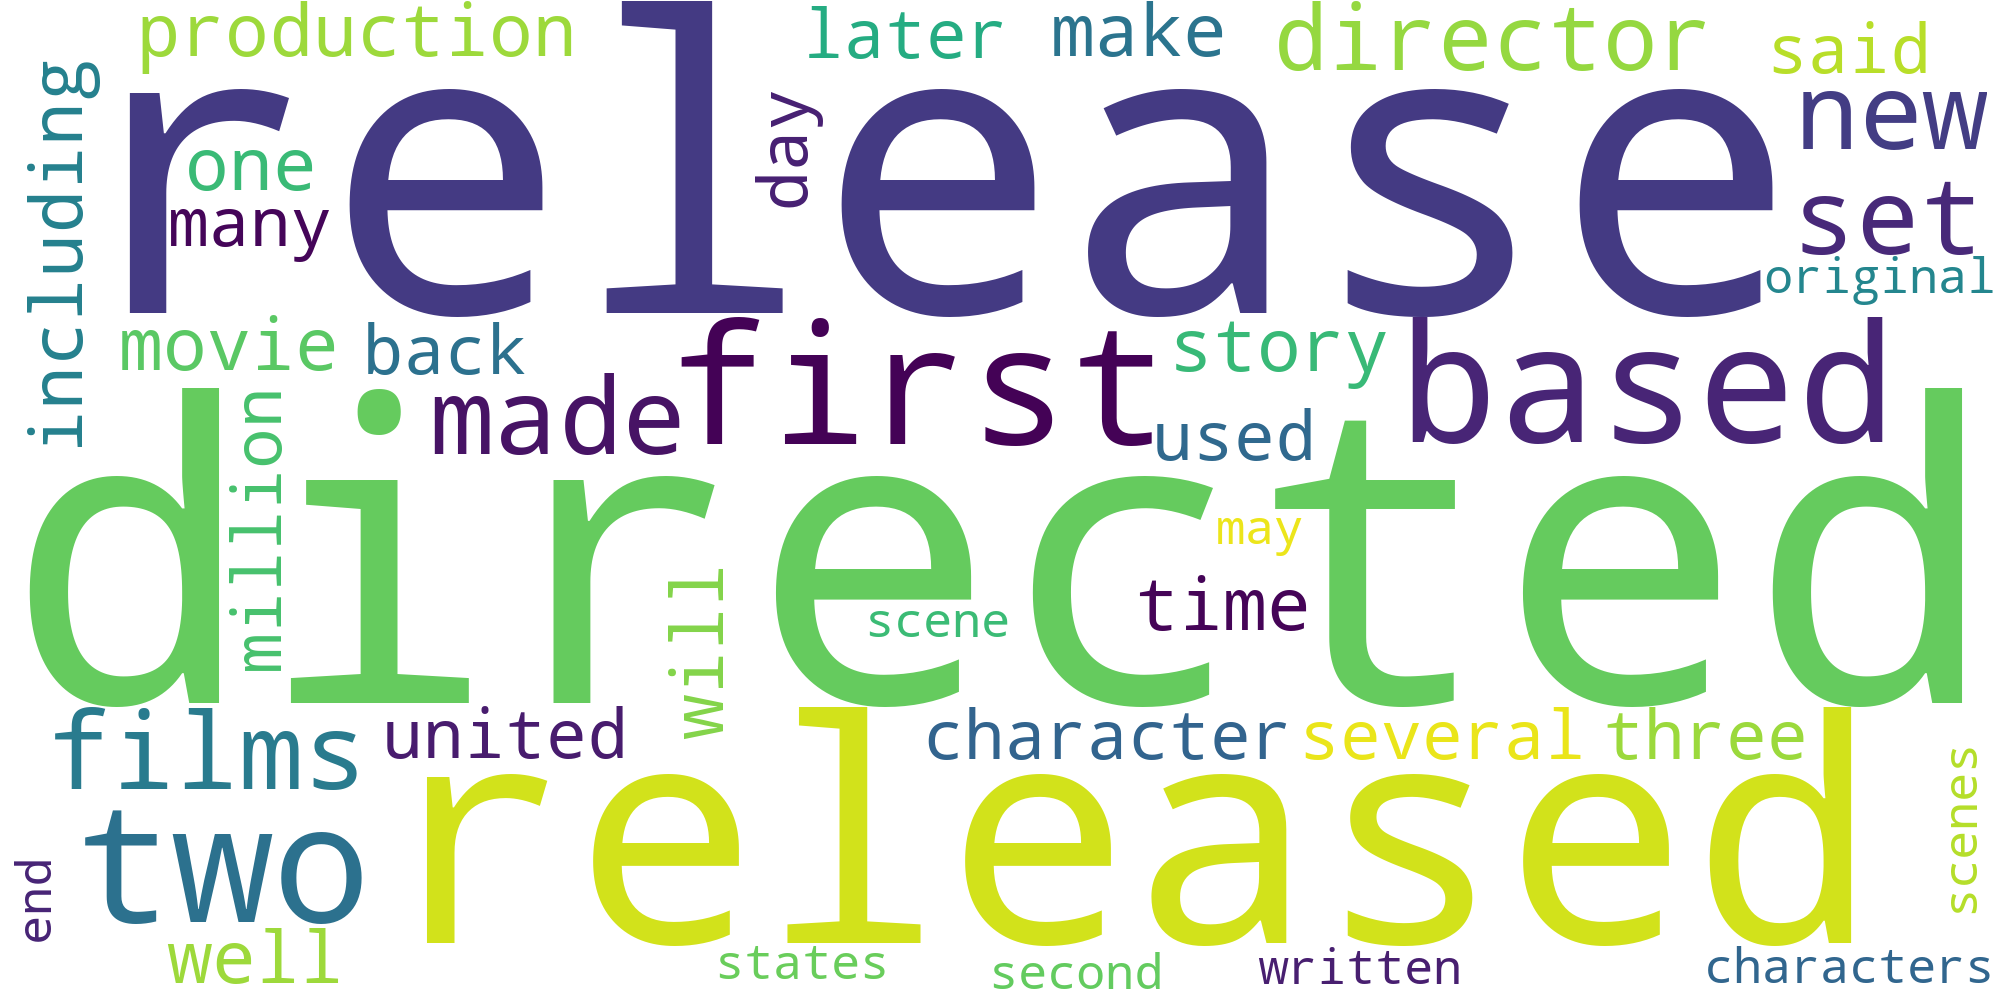 production
later
make
director
said
including
release
day
new
one
many
set
original
movie
back
first
story
based
made
used
million
directed
may
will
scene
time
films
united
character
several
three
two
released
scenes
end
well
states
second
written
characters